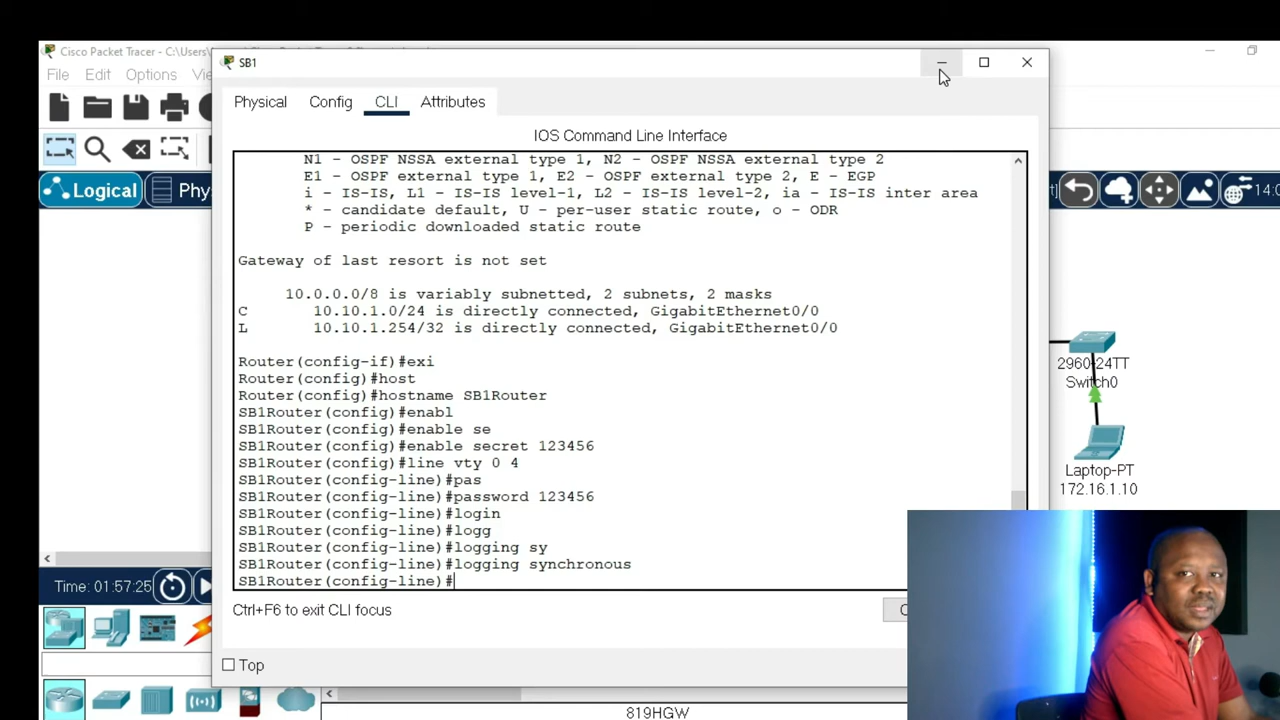 Cisco Packet Tracer - C:\Users\
SB1
File Edit Options Vi
Physical Config CLI Attributes
IOS Command Line Interface
Logical Phy
N1 - OSPF NSSA external type 1, N2 - OSPF NSSA external type 2
E1 - OSPF external type 1, E2 - OSPF external type 2, E - EGP
i - IS-IS, L1 - IS-IS level-1, L2 - IS-IS level-2, ia - IS-IS inter area
* - candidate default, U - per-user static route, o - ODR
P - periodic downloaded static route
Gateway of last resort is not set
10.0.0.0/8 is variably subnetted, 2 subnets, 2 masks
C 10.10.1.0/24 is directly connected, GigabitEthernet0/0
L 10.10.1.254/32 is directly connected, GigabitEthernet0/0
Router(config-if)#exi
Router(config)#host
Router(config)#hostname SB1Router
SB1Router(config)#enabl
SB1Router(config)#enable se
SB1Router(config)#enable secret 123456
SB1Router(config)#line vty 0 4
SB1Router(config-line)#pas
SB1Router(config-line)#password 123456
SB1Router(config-line)#login
SB1Router(config-line)#logg
SB1Router(config-line)#logging sy
SB1Router(config-line)#logging synchronous
SB1Router(config-line)#
Ctrl+F6 to exit CLI focus
Top
2960-24TT
Switch0
Laptop-PT
172.16.1.10
Time: 01:57:25
819HGW